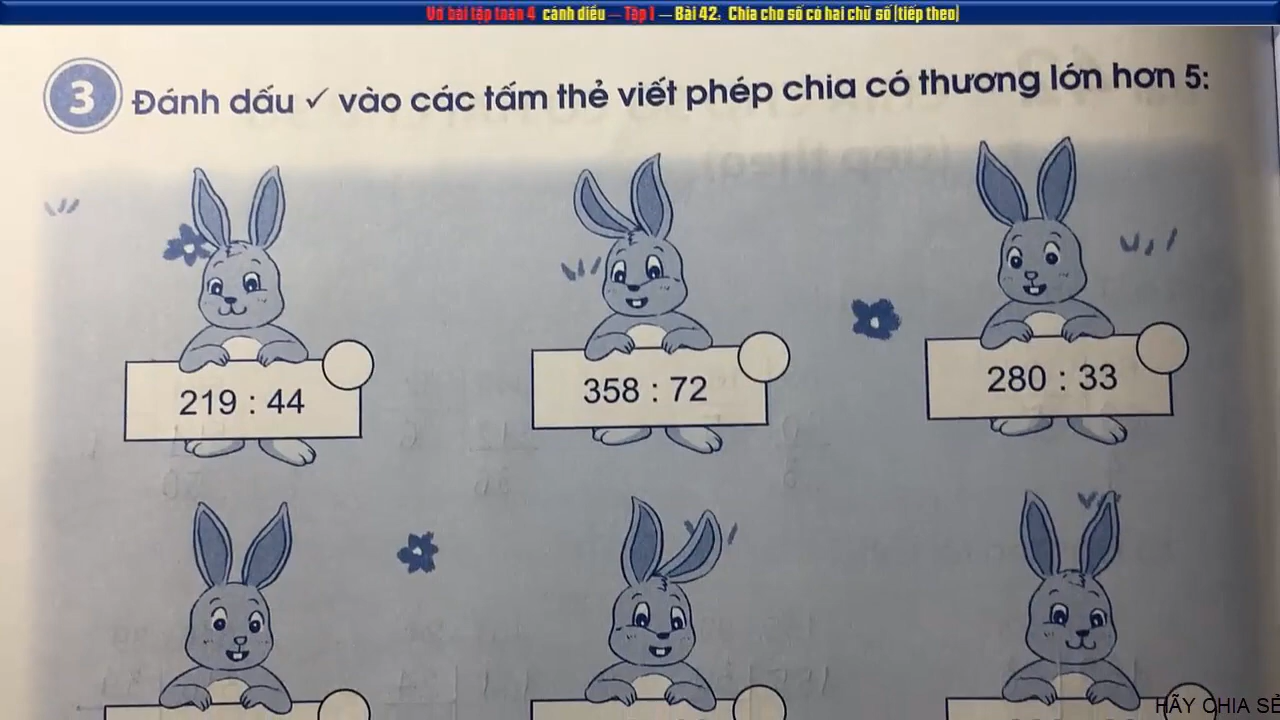 Vở bài tập toán 4 cánh diều – Tập 1 – Bài 42: Chia cho số có hai chữ số (tiếp theo)
3 Đánh dấu ✓ vào các tấm thẻ viết phép chia có thương lớn hơn 5:
219 : 44 358 : 72 280 : 33
HÃY CHIA SẺ